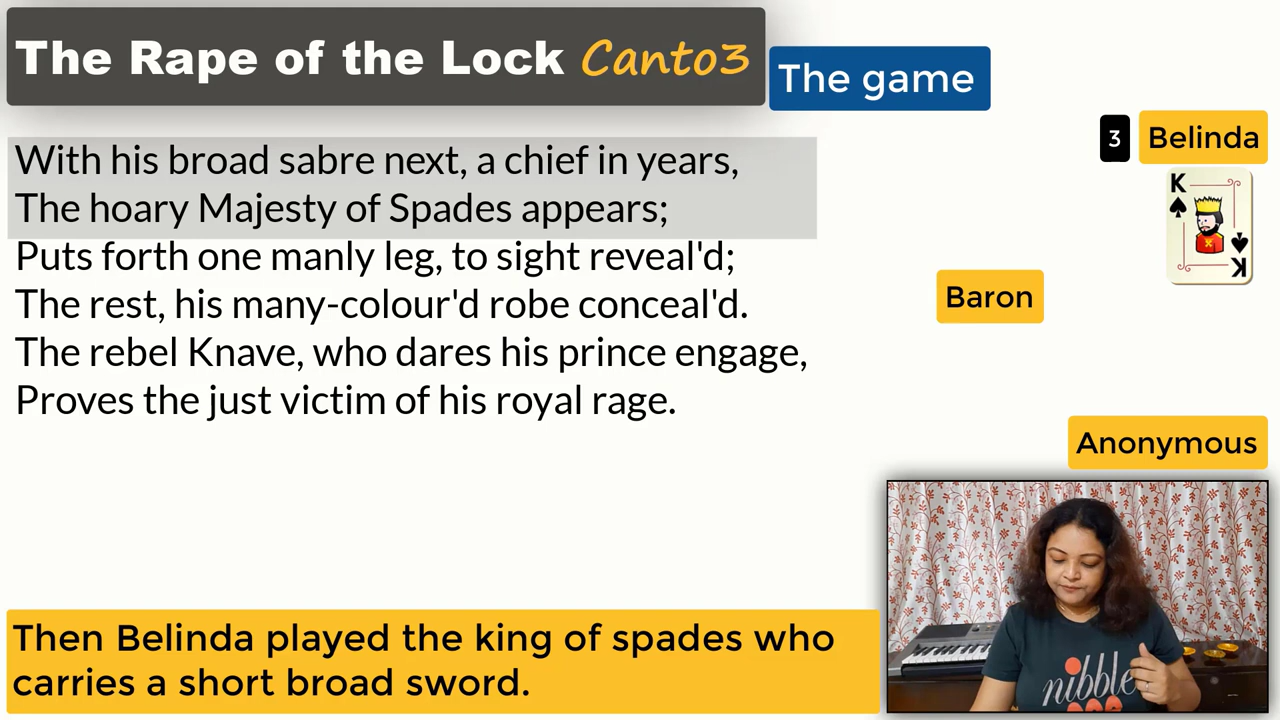 The Rape of the Lock Canto3
The game
3 Belinda
With his broad sabre next, a chief in years,
The hoary Majesty of Spades appears;
Puts forth one manly leg, to sight reveal'd;
The rest, his many-colour'd robe conceal'd.
The rebel Knave, who dares his prince engage,
Proves the just victim of his royal rage.
K
K
Baron
Anonymous
nibble
Then Belinda played the king of spades who
carries a short broad sword.